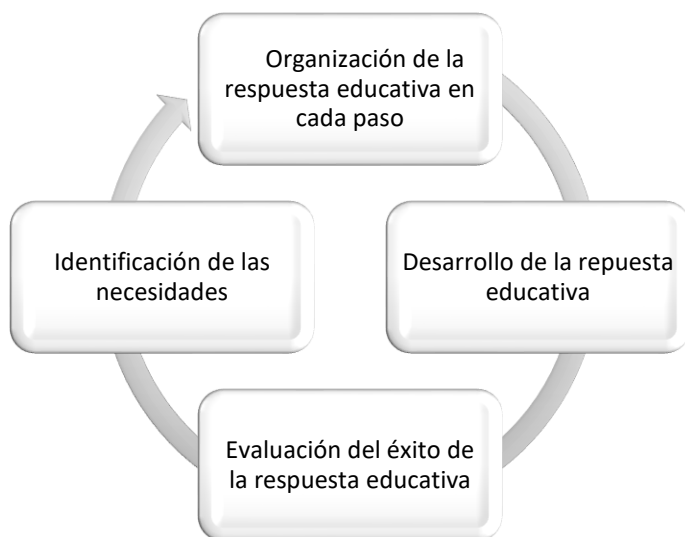 Organización de la
respuesta educativa en
cada paso
Desarrollo de la repuesta
educativa
Evaluación del éxito de
la respuesta educativa
Identificación de las
necesidades